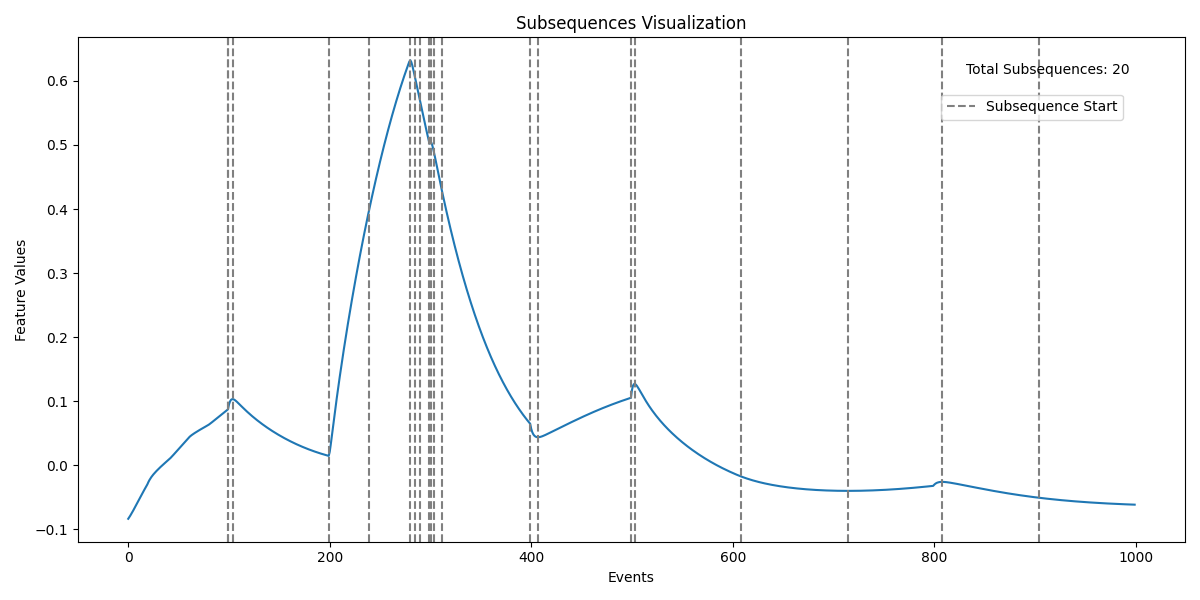 Subsequences Visualization
Total Subsequences: 20
Subsequence Start
Feature Values
0.6
0.5
0.4
0.3
0.2
0.1
0.0
−0.1
0
200
400
600
800
1000
Events